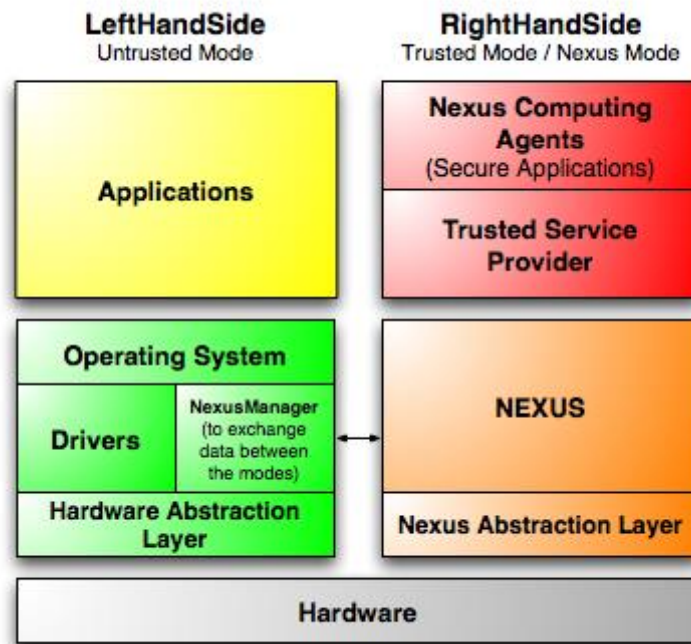 LeftHandSide
Untrusted Mode
RightHandSide
Trusted Mode / Nexus Mode
Applications
Nexus Computing
Agents
(Secure Applications)
Trusted Service
Provider
Operating System
Drivers
NexusManager
(to exchange
data between
the modes)
Hardware Abstraction
Layer
NEXUS
Nexus Abstraction Layer
Hardware